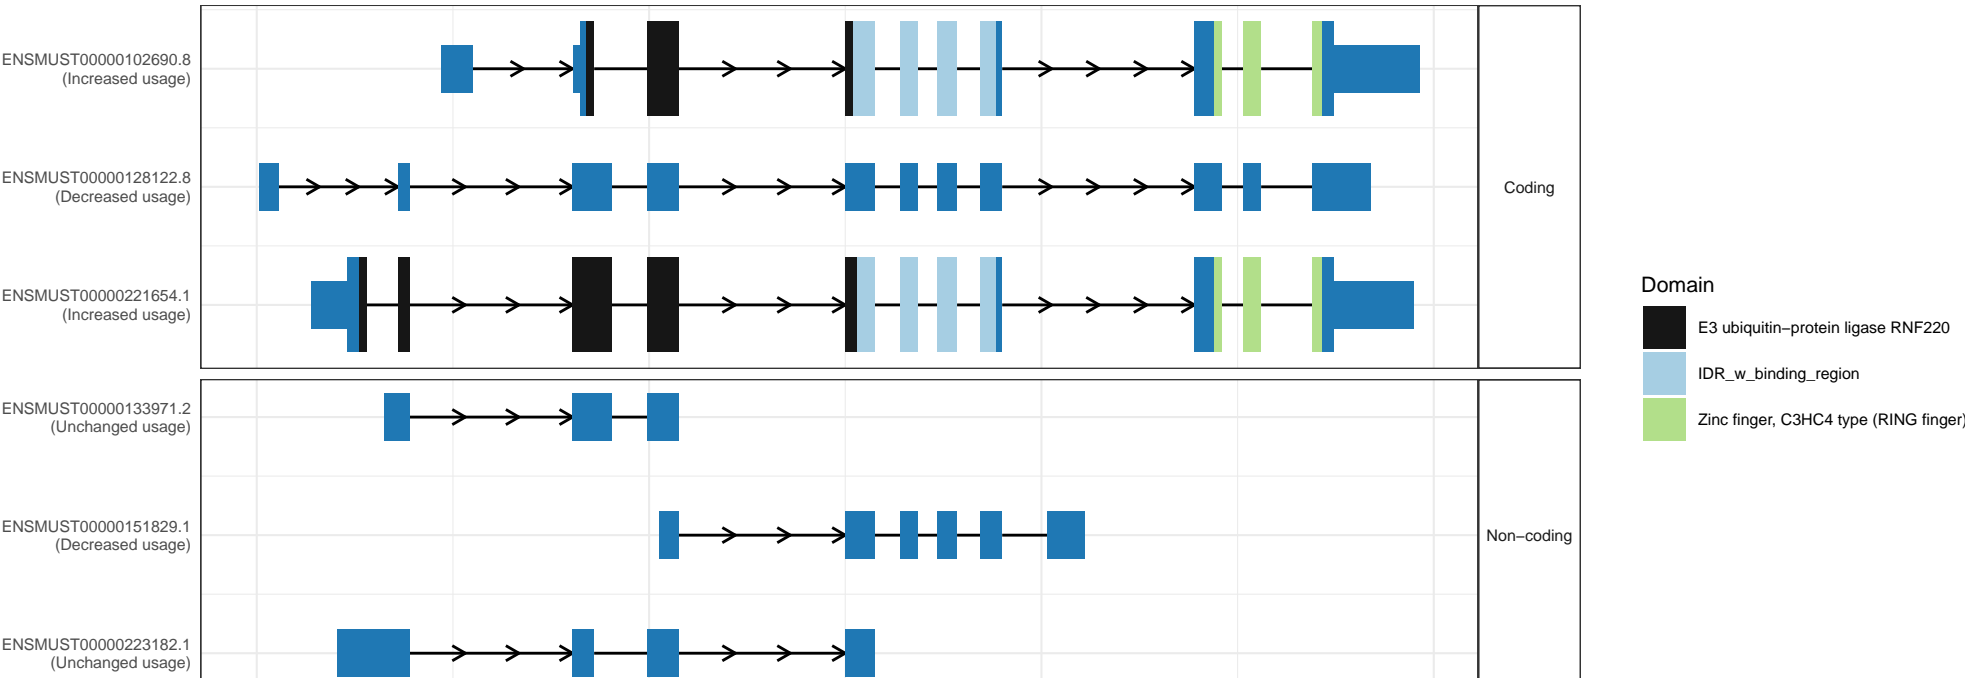 ENSMUST00000102690.8
(Increased usage)
ENSMUST00000128122.8
(Decreased usage)
ENSMUST00000221654.1
(Increased usage)
Coding
ENSMUST00000133971.2
(Unchanged usage)
ENSMUST00000151829.1
(Decreased usage)
ENSMUST00000223182.1
(Unchanged usage)
Non−coding
Domain
E3 ubiquitin−protein ligase RNF220
IDR_w_binding_region
Zinc finger, C3HC4 type (RING finger)